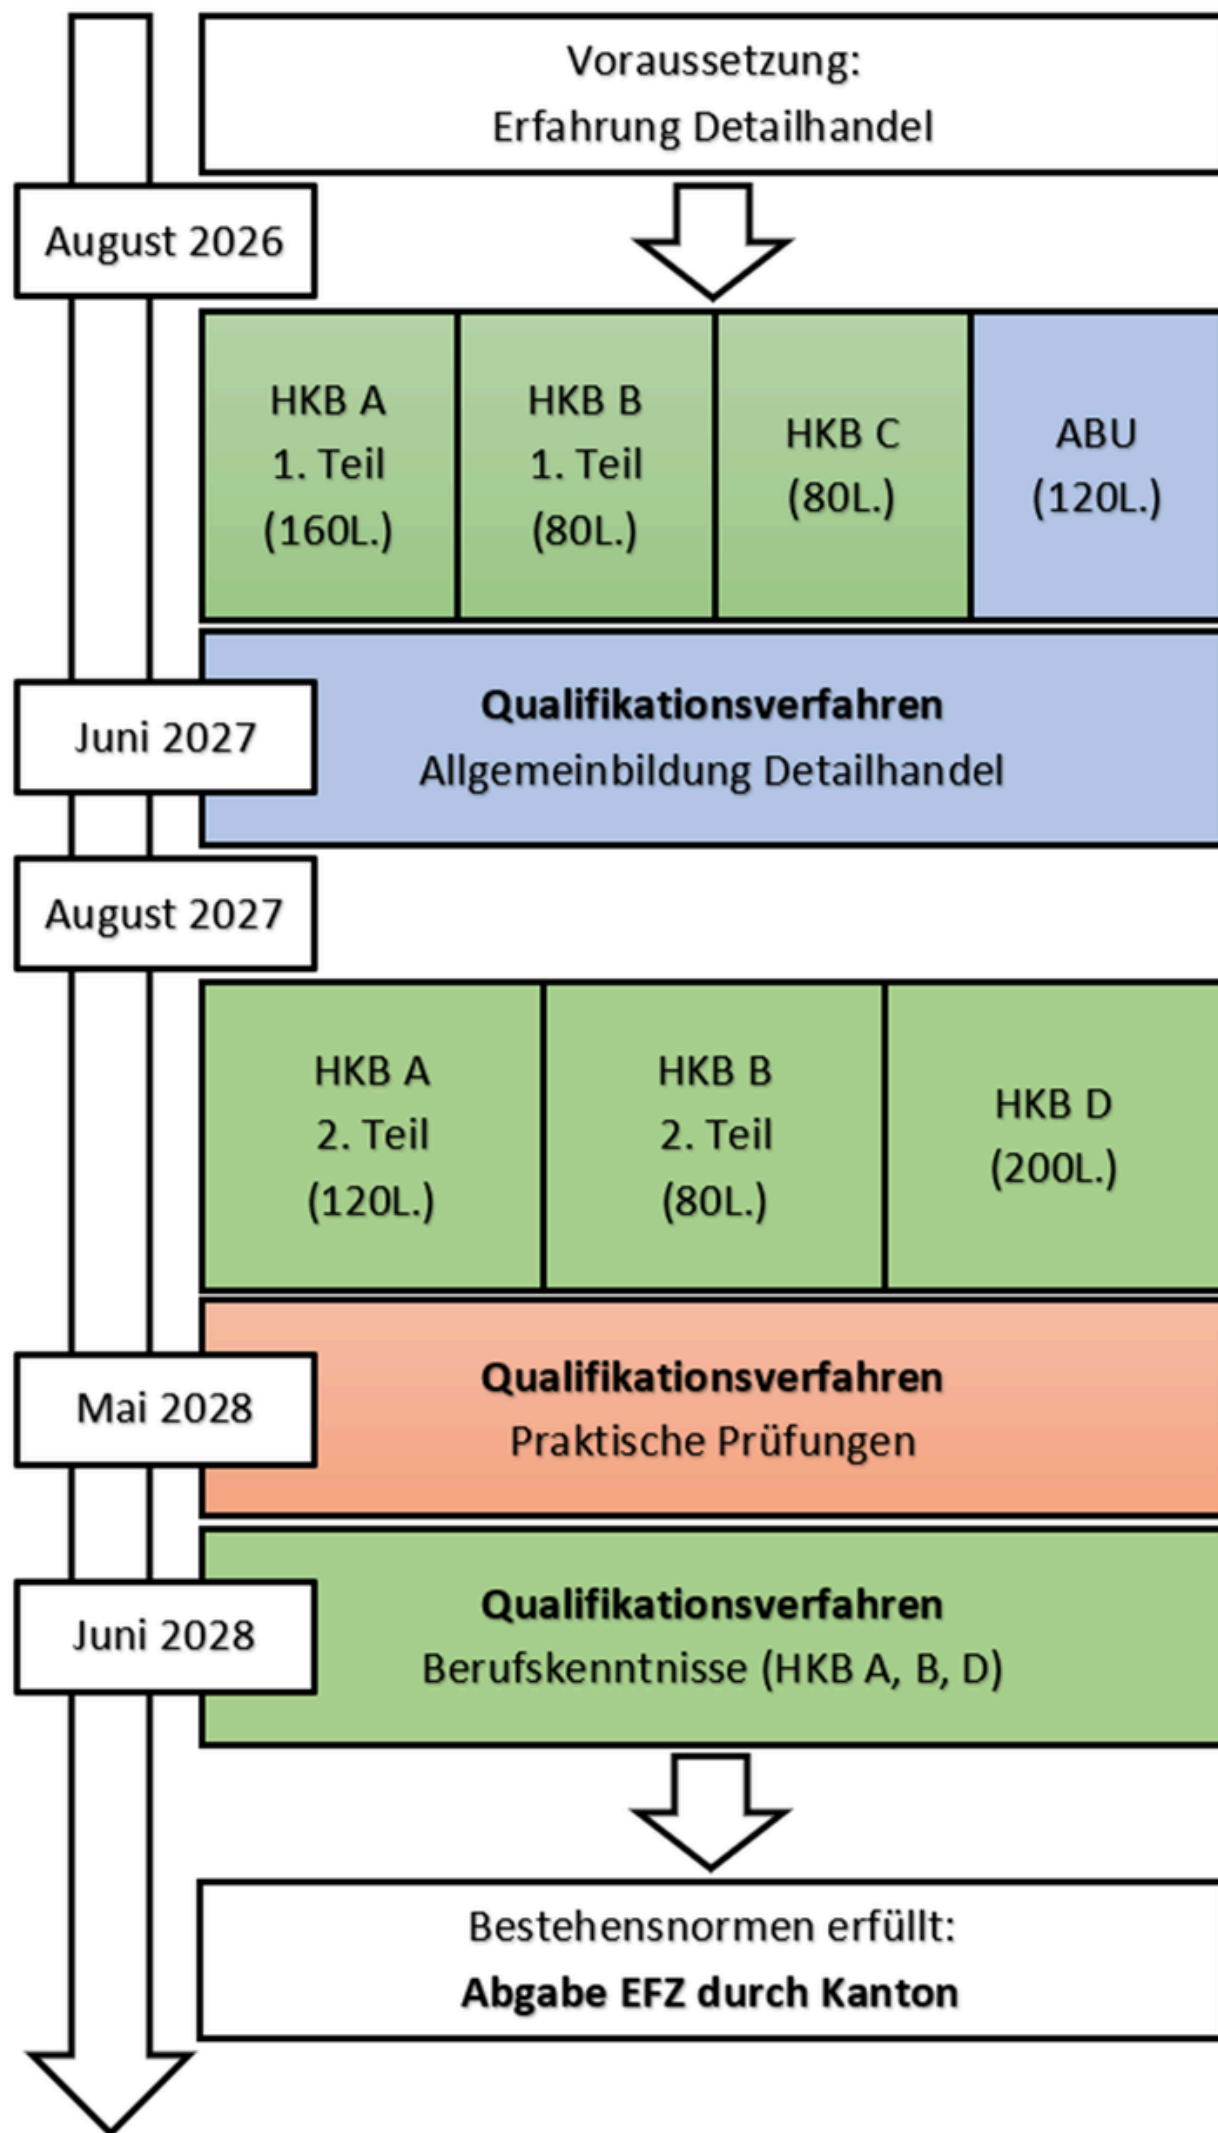 Voraussetzung:
Erfahrung Detailhandel
August 2026
HKB A
1. Teil
(160L.)
HKB B
1. Teil
(80L.)
HKB C
(80L.)
ABU
(120L.)
Juni 2027
Qualifikationsverfahren
Allgemeinbildung Detailhandel
August 2027
HKB A
2. Teil
(120L.)
HKB B
2. Teil
(80L.)
HKB D
(200L.)
Mai 2028
Qualifikationsverfahren
Praktische Prüfungen
Juni 2028
Qualifikationsverfahren
Berufskenntnisse (HKB A, B, D)
Bestehensnormen erfüllt:
Abgabe EFZ durch Kanton